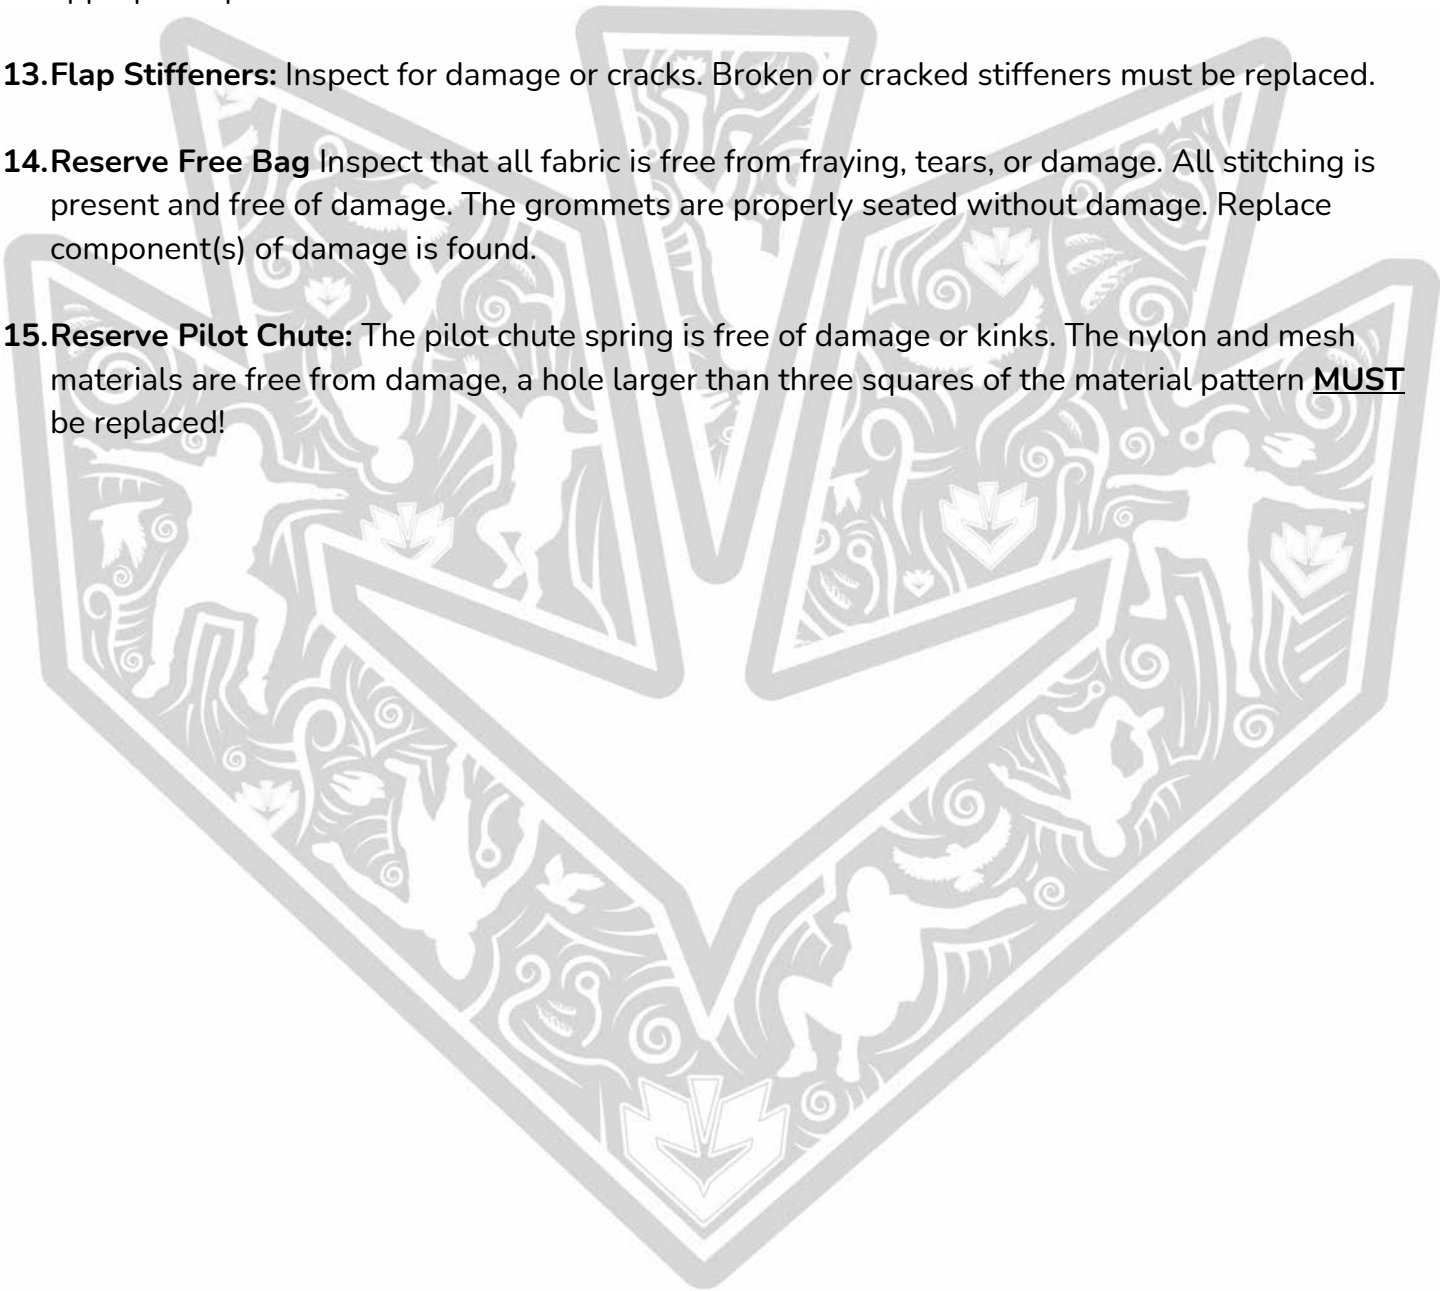 13.Flap Stiffeners: Inspect for damage or cracks. Broken or cracked stiffeners must be replaced.
14.Reserve Free Bag Inspect that all fabric is free from fraying, tears, or damage. All stitching is
present and free of damage. The grommets are properly seated without damage. Replace
component(s) of damage is found.
15.Reserve Pilot Chute: The pilot chute spring is free of damage or kinks. The nylon and mesh
materials are free from damage, a hole larger than three squares of the material pattern MUST
be replaced!